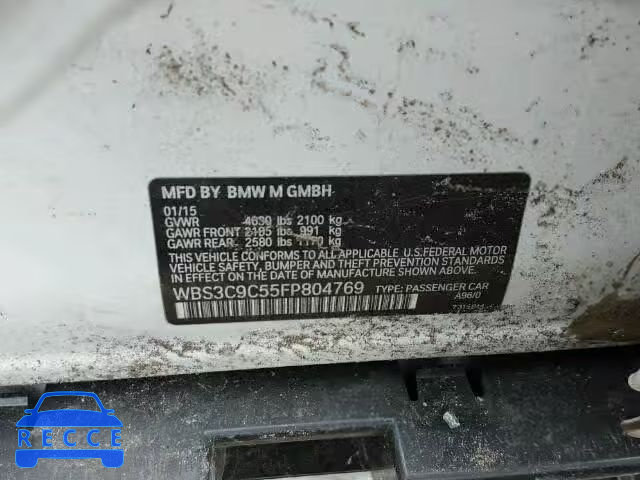 MFD BY BMW M GMBH
01/15
GVWR 4630 lbs 2100 kg
GAWR FRONT 2185 lbs 991 kg
GAWR REAR 2580 lbs 1170 kg
THIS VEHICLE CONFORMS TO ALL APPLICABLE U.S.FEDERAL MOTOR
VEHICLE SAFETY, BUMPER, AND THEFT PREVENTION STANDARDS
IN EFFECT ON THE DATE OF MANUFACTURE SHOWN ABOVE.
WBS3C9C55FP804769 TYPE: PASSENGER CAR
A96/0
RECCE